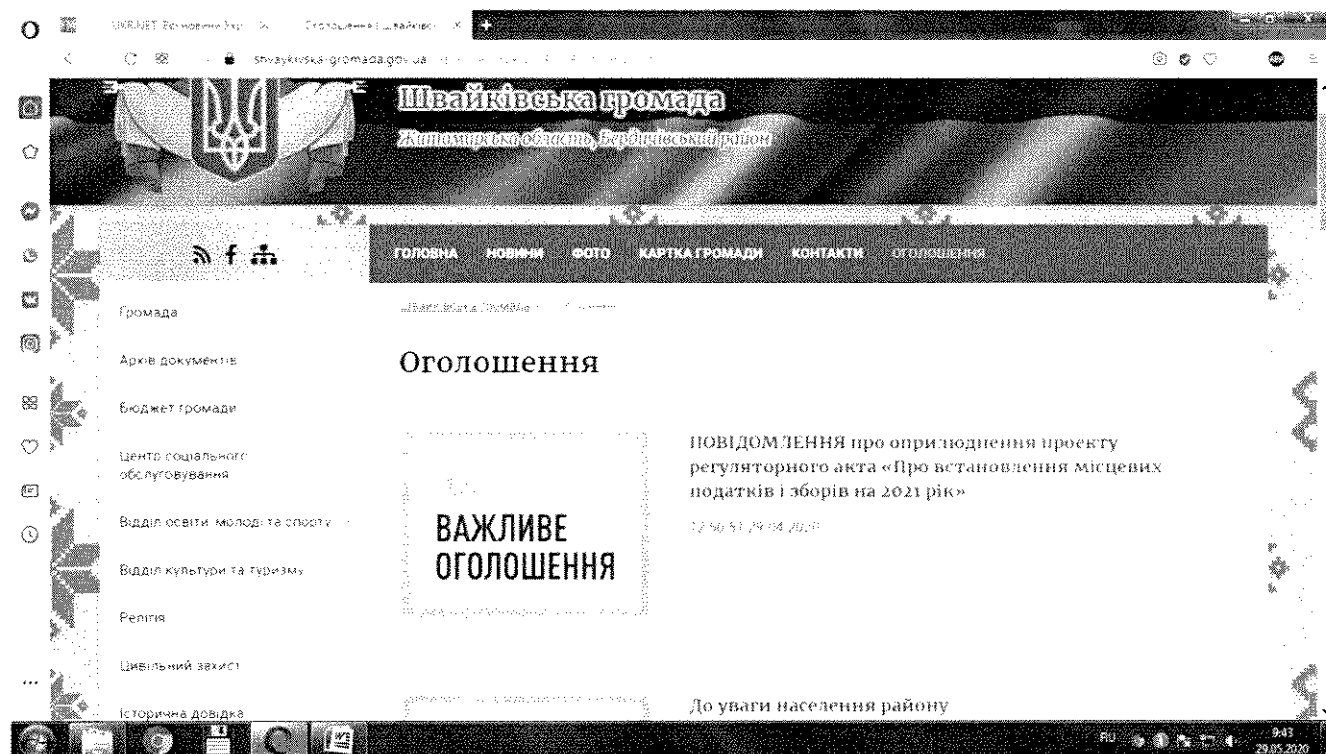 shvaykivska-gromada.gov.ua
Швайківська громада
Житомирська область, Бердичівський район
ГОЛОВНА НОВИНИ ФОТО КАРТКА ГРОМАДИ КОНТАКТИ ОГОЛОШЕННЯ
Громада
Архів документів
Бюджет громади
Центр соціального
обслуговування
Відділ освіти, молоді та спорту
Відділ культури та туризму
Релігія
Цивільний захист
Історична довідка
Оголошення
ВАЖЛИВЕ
ОГОЛОШЕННЯ
ПОВІДОМЛЕННЯ про оприлюднення проекту
регуляторного акта «Про встановлення місцевих
податків і зборів на 2021 рік»
До уваги населення району
RU
9:43
29.05.2020